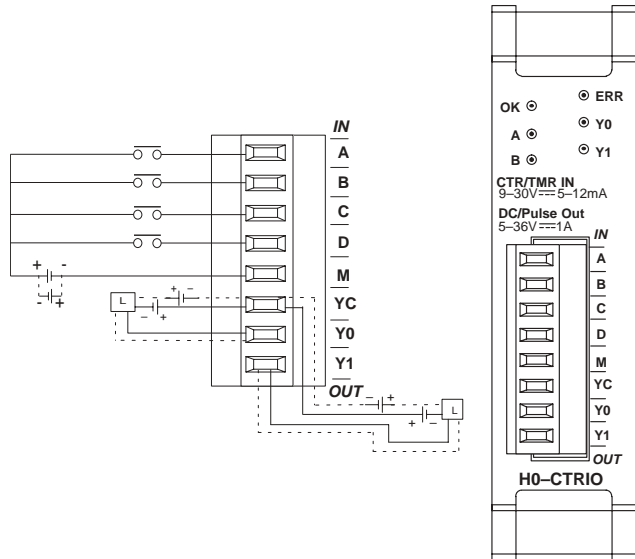 IN
A
B
C
D
M
YC
Y0
Y1
OUT
+ -
- +
L
+ -
- +
- +
- +
L
ERR
OK
Y0
A
Y1
B
CTR/TMR IN
9–30V⎓5–12mA
DC/Pulse Out
5–36V⎓1A
IN
A
B
C
D
M
YC
Y0
Y1
OUT
H0–CTRIO